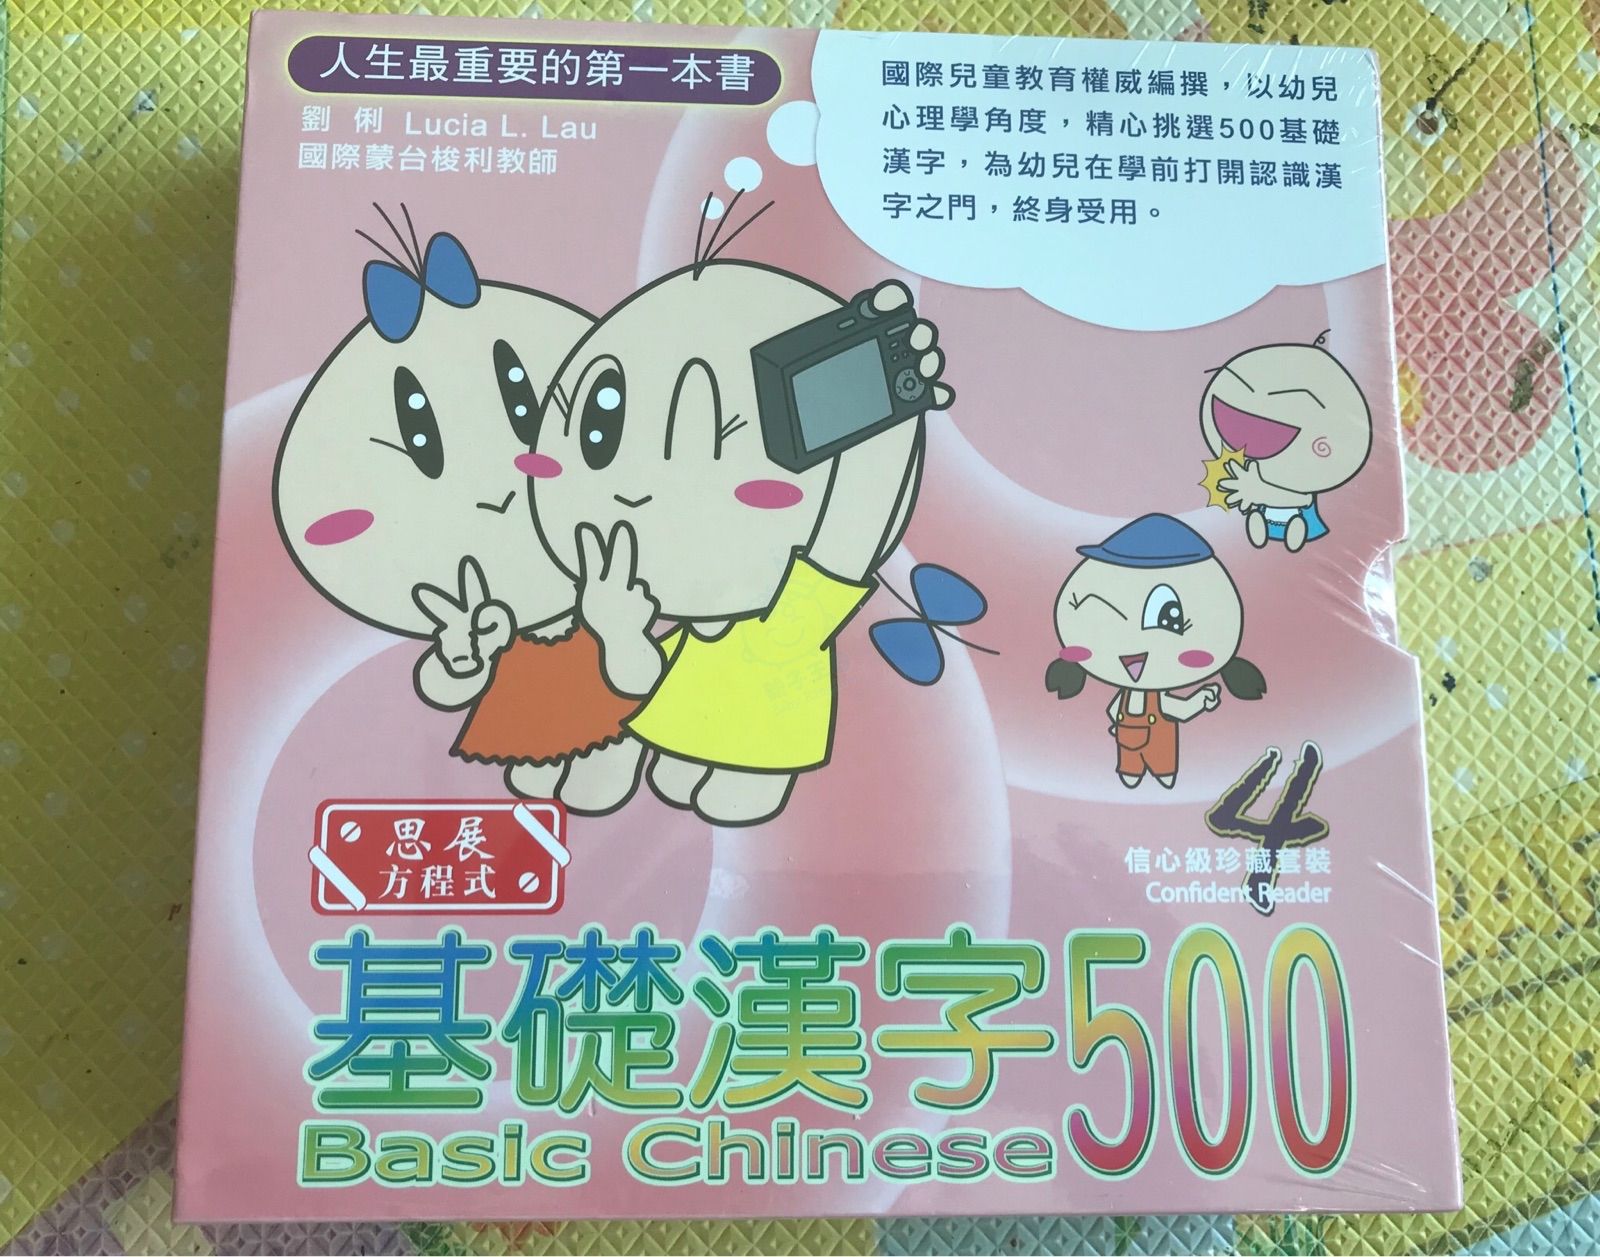 人生最重要的第一本書
劉 俐 Lucia L. Lau
國際蒙台梭利教師
國際兒童教育權威編撰，以幼兒
心理學角度，精心挑選500基礎
漢字，為幼兒在學前打開認識漢
字之門，終身受用。
思展
方程式
4
信心級珍藏套裝
Confident Reader
基礎漢字500
Basic Chinese